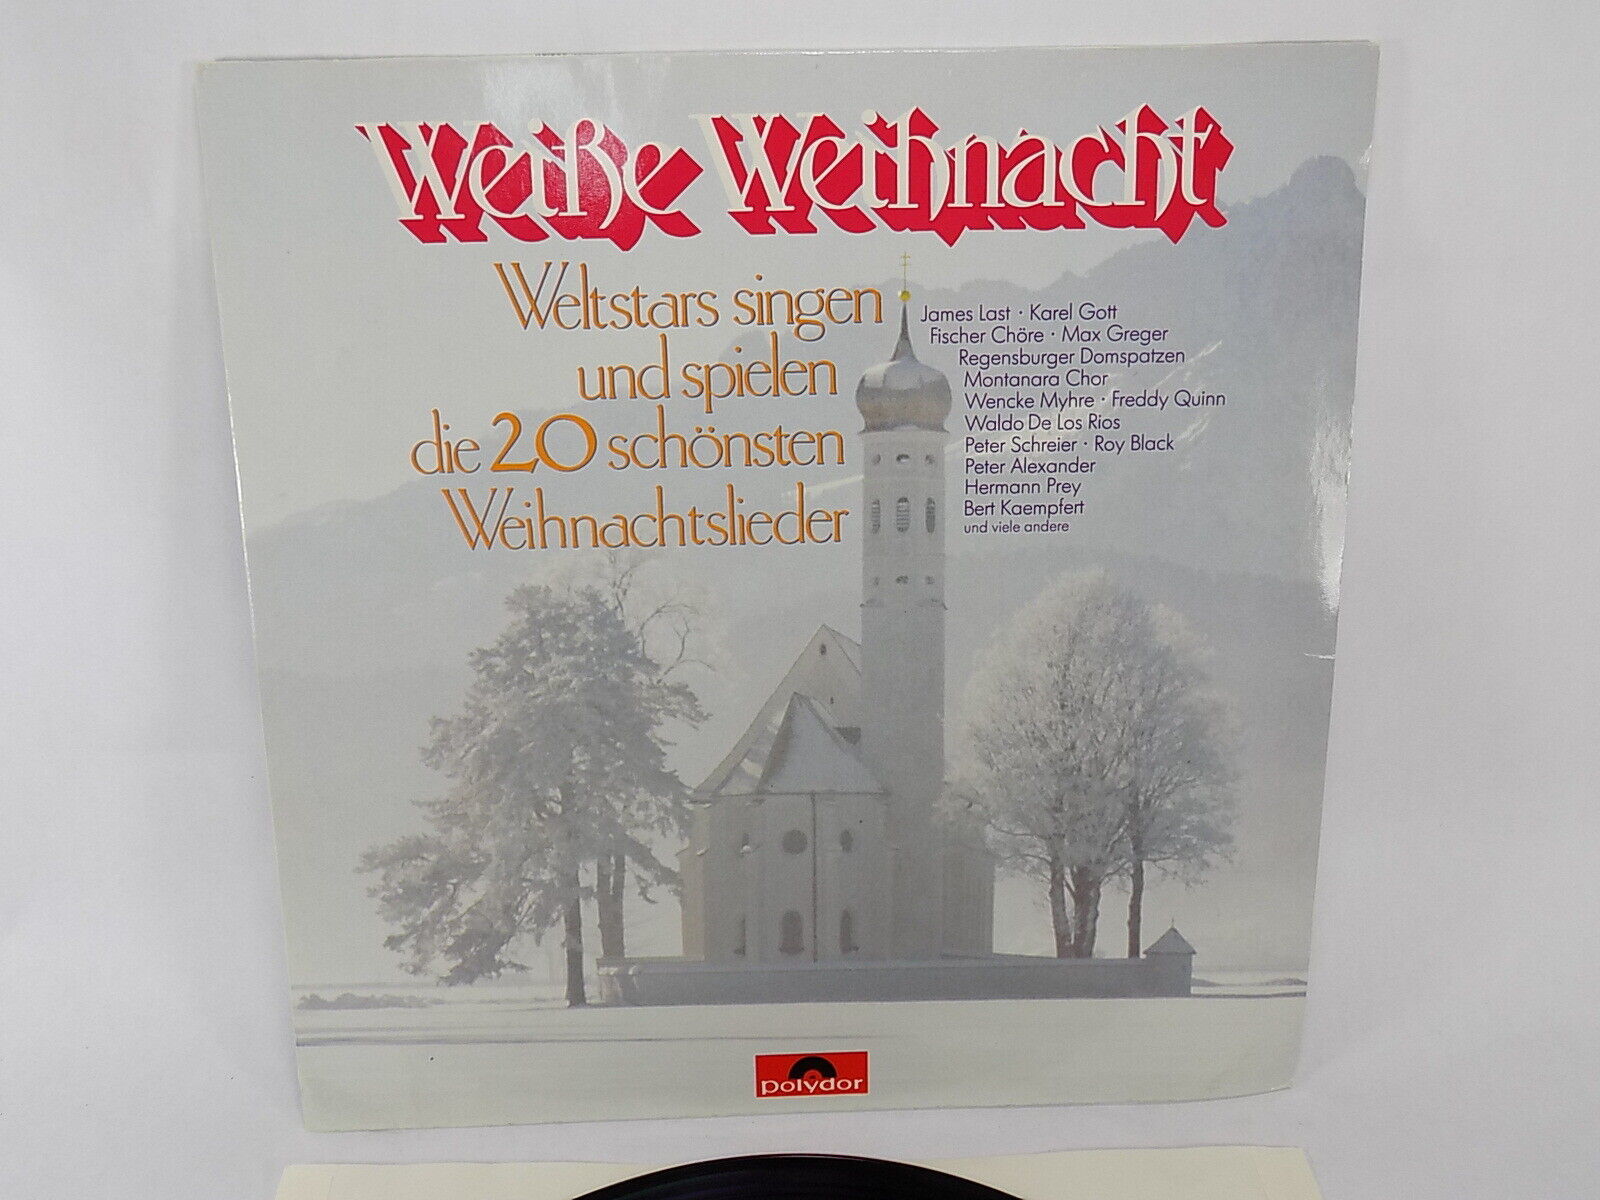 Weiße Weihnacht
Weltstars singen
und spielen
die 20 schönsten
Weihnachtslieder
James Last · Karel Gott
Fischer Chöre · Max Greger
Regensburger Domspatzen
Montanara Chor
Wencke Myhre · Freddy Quinn
Waldo De Los Rios
Peter Schreier · Roy Black
Peter Alexander
Hermann Prey
Bert Kaempfert
und viele andere
polydor